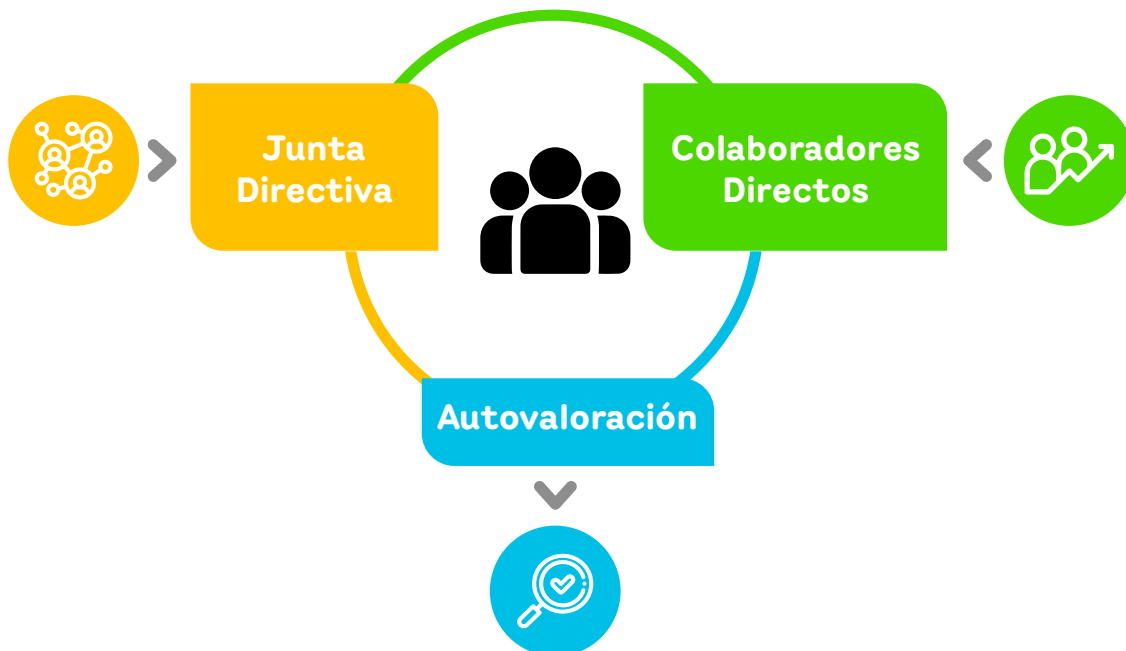 Junta
Directiva
Colaboradores
Directos
Autovaloración